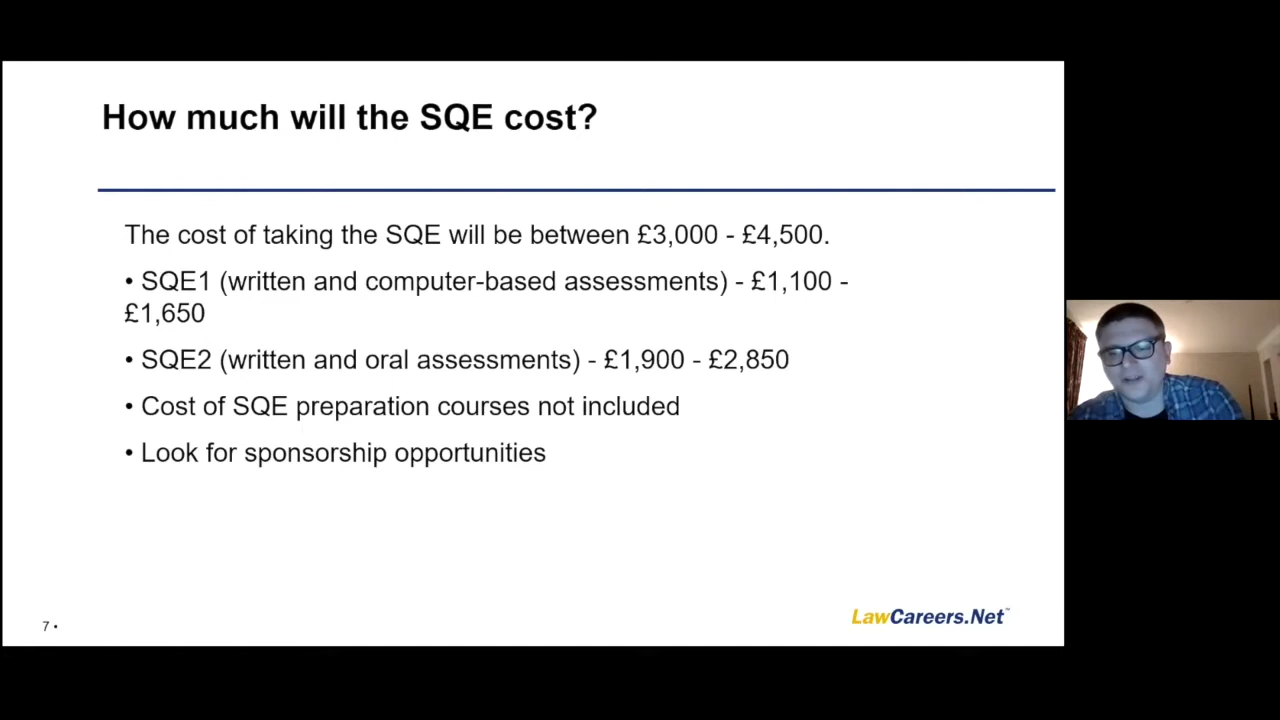 How much will the SQE cost?
The cost of taking the SQE will be between £3,000 - £4,500.
• SQE1 (written and computer-based assessments) - £1,100 -
£1,650
• SQE2 (written and oral assessments) - £1,900 - £2,850
• Cost of SQE preparation courses not included
• Look for sponsorship opportunities
7 •
LawCareers.Net™